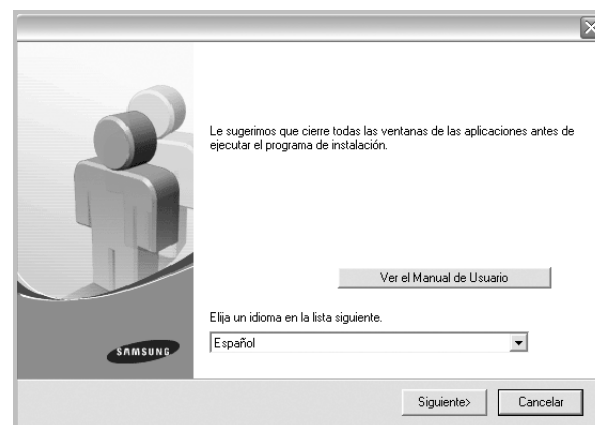 Le sugerimos que cierre todas las ventanas de las aplicaciones antes de
ejecutar el programa de instalación.
Ver el Manual de Usuario
Elija un idioma en la lista siguiente.
Español
SAMSUNG
Siguiente>
Cancelar